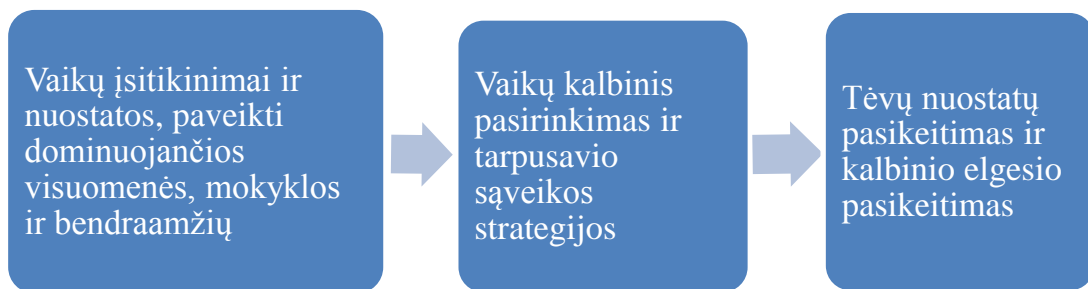 Vaikų įsitikinimai ir
nuostatos, paveikti
dominuojančios
visuomenės, mokyklos
ir bendraamžių
Vaikų kalbinis
pasirinkimas ir
tarpusavio
sąveikos
strategijos
Tėvų nuostatų
pasikeitimas ir
kalbinio elgesio
pasikeitimas